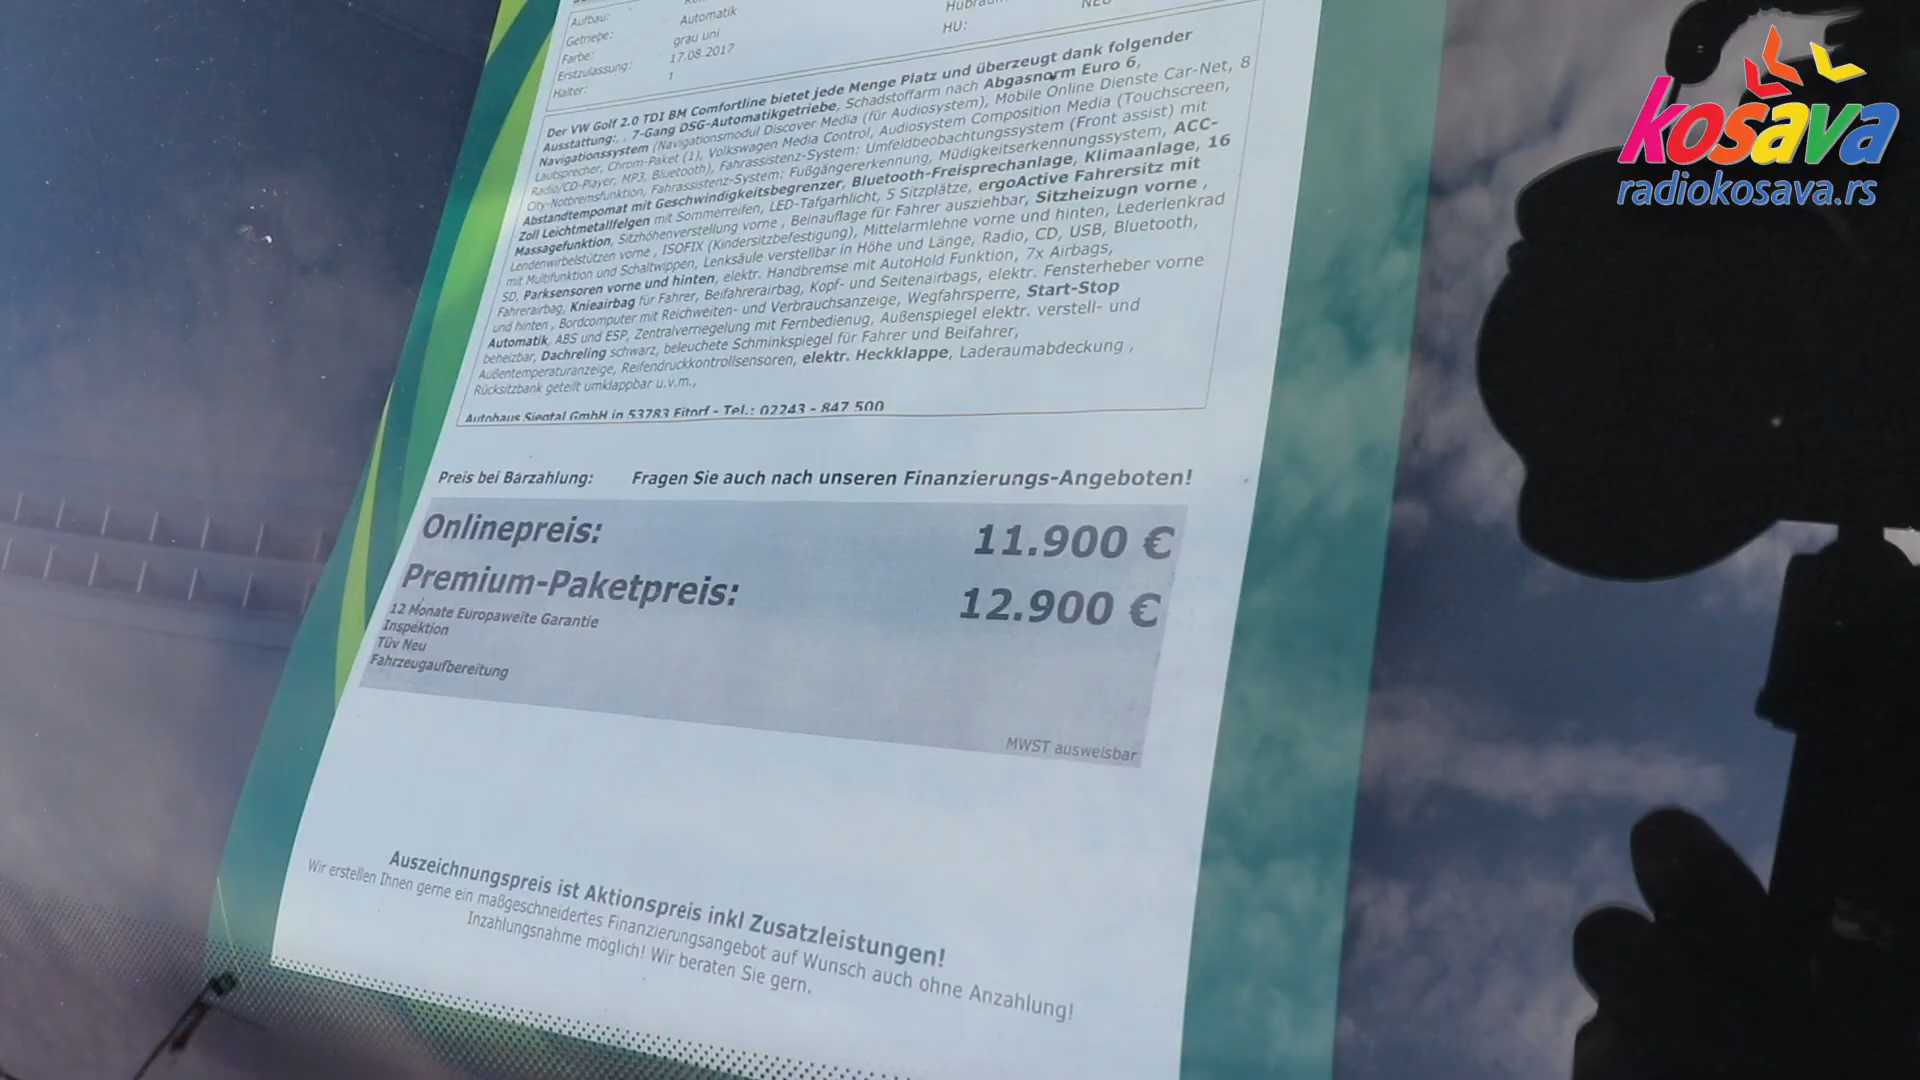 Aufbau:
Getriebe: Automatik
Farbe: grau uni
Erstzulassung: 17.08.2017
Halter: 1
HU: NEU
Der VW Golf 2.0 TDI BM Comfortline bietet jede Menge Platz und überzeugt dank folgender
Ausstattung:, . 7-Gang DSG-Automatikgetriebe, Schadstoffarm nach Abgasnorm Euro 6,
Navigationssystem (Navigationsmodul Discover Media (für Audiosystem), Mobile Online Dienste Car-Net, 8
Lautsprecher, Chrom-Paket (1), Volkswagen Media Control, Audiosystem Composition Media (Touchscreen,
Radio/CD-Player, MP3, Bluetooth), Fahrassistenz-System: Umfeldbeobachtungssystem (Front assist) mit
City-Notbremsfunktion, Fahrassistenz-System: Fußgängererkennung, Müdigkeitserkennungssystem, ACC-
Abstandtempomat mit Geschwindigkeitsbegrenzer, Bluetooth-Freisprechanlage, Klimaanlage, 16
Zoll Leichtmetallfelgen mit Sommerreifen, LED-Tafgarhlicht, 5 Sitzplätze, ergoActive Fahrersitz mit
Massagefunktion, Sitzhöhenverstellung vorne , Beinauflage für Fahrer ausziehbar, Sitzheizugn vorne ,
Lendenwirbelstützen vorne , ISOFIX (Kindersitzbefestigung), Mittelarmlehne vorne und hinten, Lederlenkrad
mit Multifunktion und Schaltwippen, Lenksäule verstellbar in Höhe und Länge, Radio, CD, USB, Bluetooth,
SD, Parksensoren vorne und hinten, elektr. Handbremse mit AutoHold Funktion, 7x Airbags,
Fahrerairbag, Knieairbag für Fahrer, Beifahrerairbag, Kopf- und Seitenairbags, elektr. Fensterheber vorne
und hinten , Bordcomputer mit Reichweiten- und Verbrauchsanzeige, Wegfahrsperre, Start-Stop
Automatik, ABS und ESP, Zentralverriegelung mit Fernbedienug, Außenspiegel elektr. verstell- und
beheizbar, Dachreling schwarz, beleuchete Schminkspiegel für Fahrer und Beifahrer,
Außentemperaturanzeige, Reifendruckkontrollsensoren, elektr. Heckklappe, Laderaumabdeckung ,
Rücksitzbank geteilt umklappbar u.v.m.,
Autohaus Siegtal GmbH in 53783 Eitorf - Tel.: 02243 - 847 500
Preis bei Barzahlung: Fragen Sie auch nach unseren Finanzierungs-Angeboten!
Onlinepreis: 11.900 €
Premium-Paketpreis: 12.900 €
12 Monate Europaweite Garantie
Inspektion
Tüv Neu
Fahrzeugaufbereitung
MWST ausweisbar
Auszeichnungspreis ist Aktionspreis inkl Zusatzleistungen!
Wir erstellen Ihnen gerne ein maßgeschneidertes Finanzierungsangebot auf Wunsch auch ohne Anzahlung!
Inzahlungsnahme möglich! Wir beraten Sie gern.
kosava
radiokosava.rs